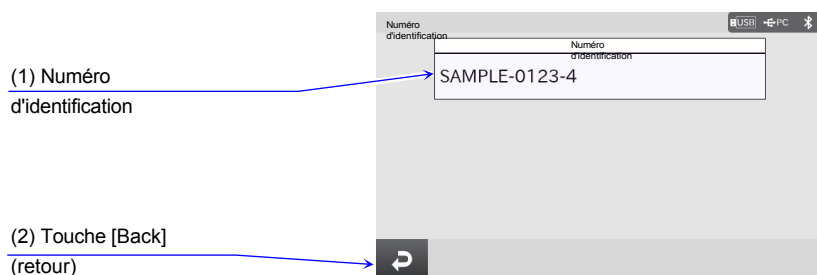 Numéro
d'identification
USB PC
Numéro
d'identification
SAMPLE-0123-4
(1) Numéro
d'identification
(2) Touche [Back]
(retour)